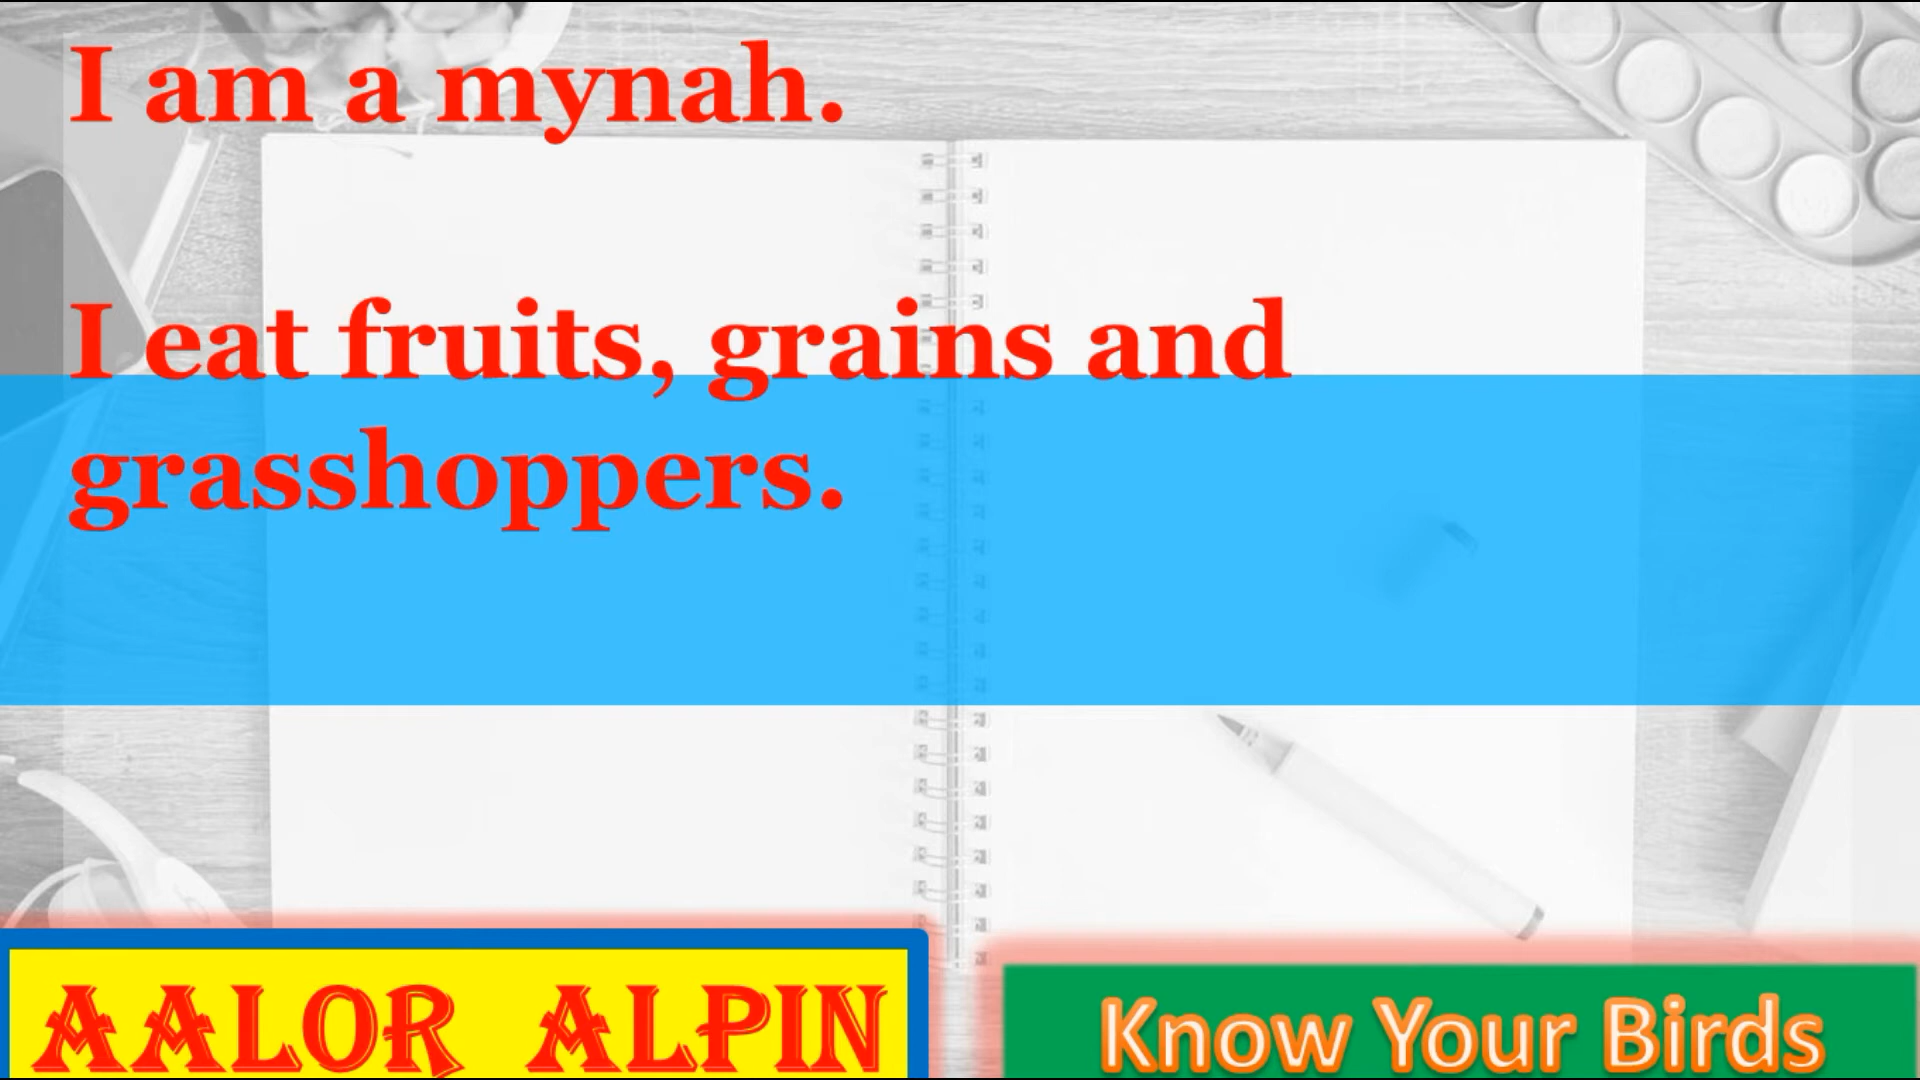 I am a mynah.
I eat fruits, grains and
grasshoppers.
AALOR ALPIN
Know Your Birds